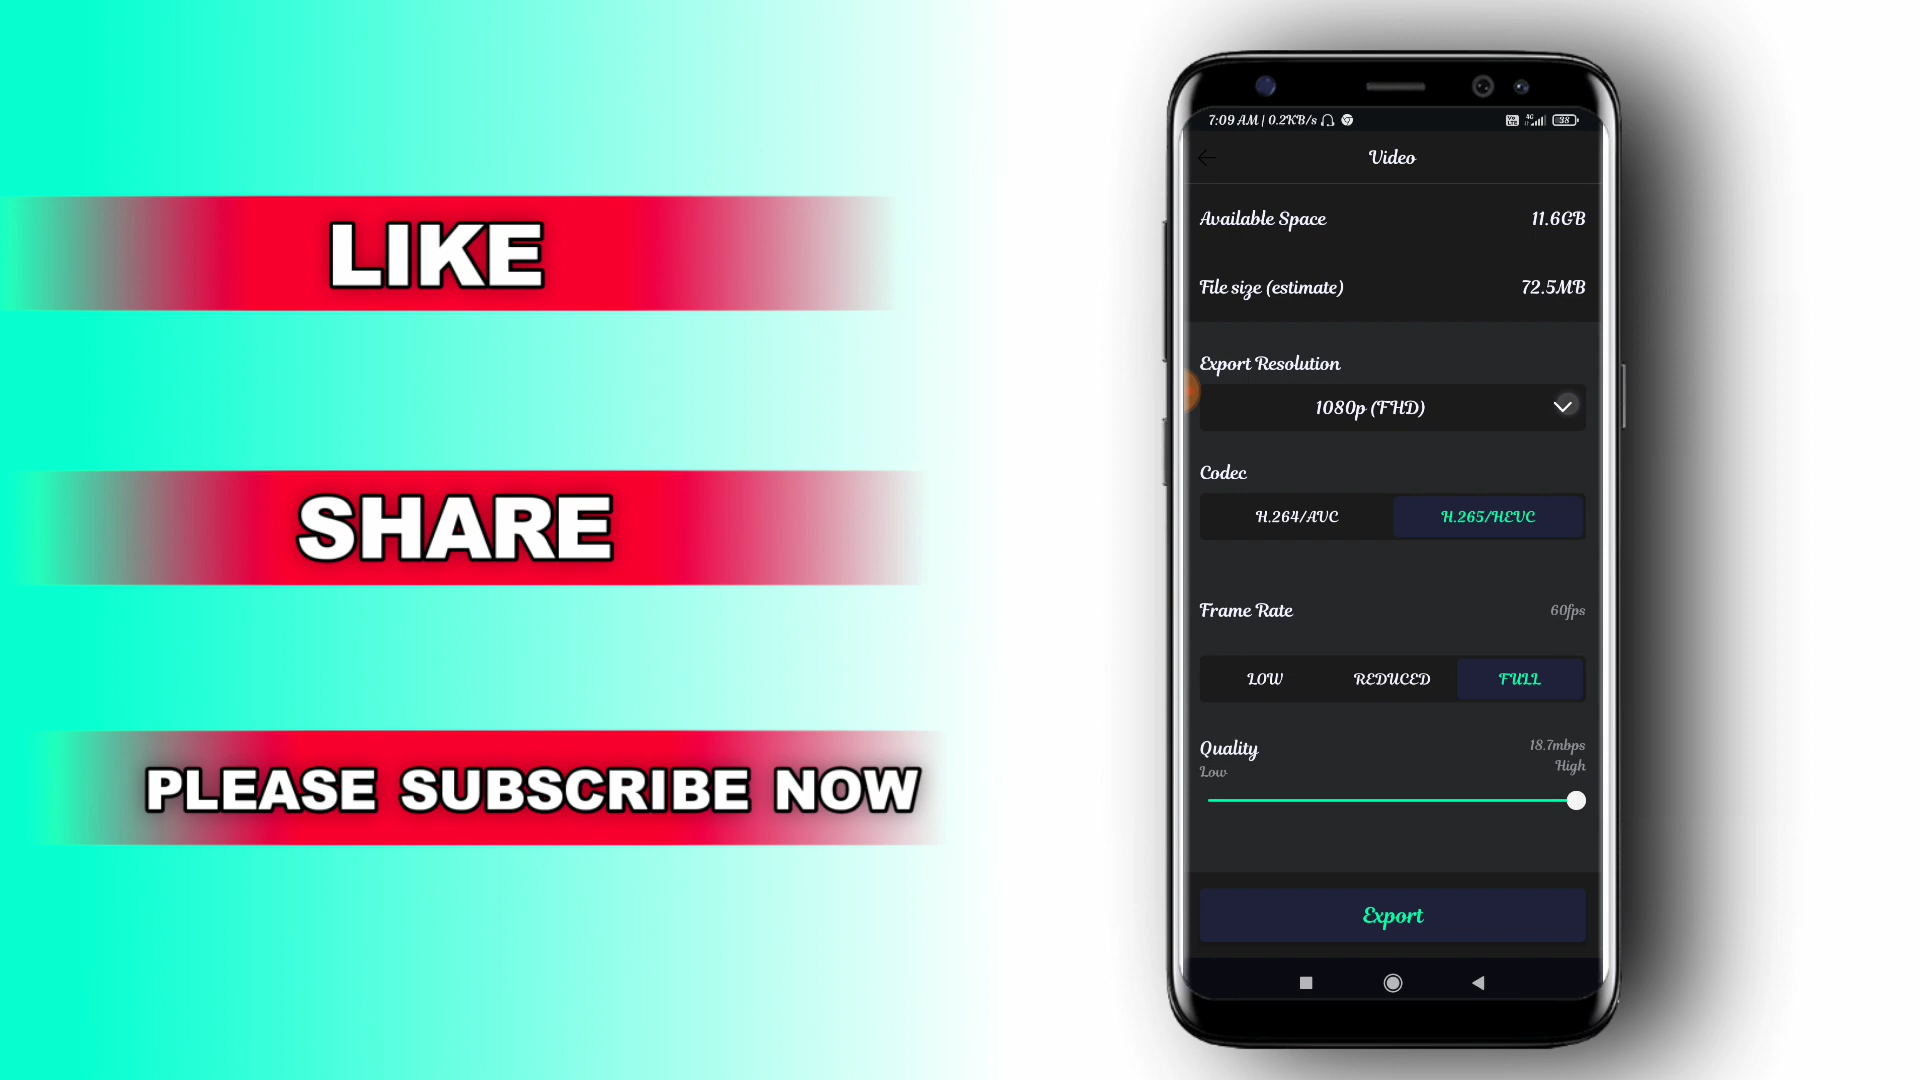 LIKE
SHARE
PLEASE SUBSCRIBE NOW
7:09 AM | 0.2KB/s
4G
38
Video
Available Space 11.6GB
File size (estimate) 72.5MB
Export Resolution
1080p (FHD)
Codec
H.264/AVC H.265/HEVC
Frame Rate 60fps
LOW REDUCED FULL
Quality 18.7mbps
Low High
Export